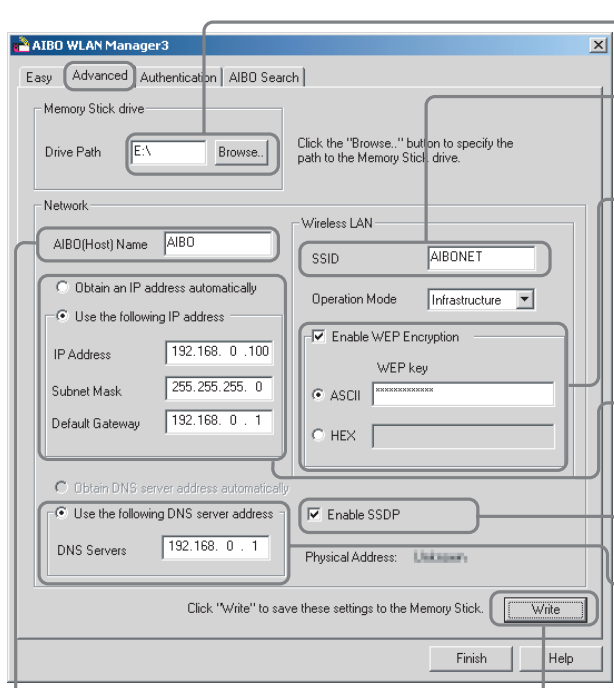 AIBO WLAN Manager3
Easy Advanced Authentication AIBO Search
Memory Stick drive
Drive Path E:\ Browse..
Click the "Browse.." button to specify the
path to the Memory Stick drive.
Network
AIBO(Host) Name AIBO
Wireless LAN
SSID AIBONET
Obtain an IP address automatically
Operation Mode Infrastructure
Use the following IP address
Enable WEP Encryption
IP Address 192.168. 0 .100
WEP key
Subnet Mask 255.255.255. 0
ASCII xxxxxxxxxxxxx
Default Gateway 192.168. 0 . 1
HEX
Obtain DNS server address automatically
Use the following DNS server address
Enable SSDP
DNS Servers 192.168. 0 . 1
Physical Address:
Click "Write" to save these settings to the Memory Stick. Write
Finish Help